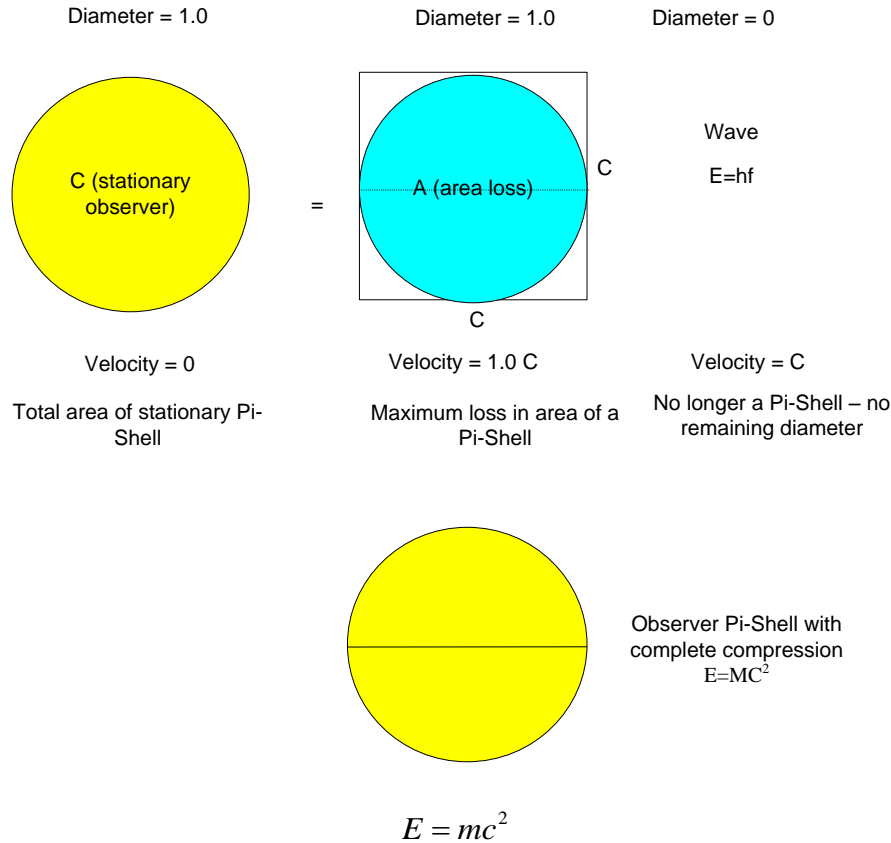 Diameter = 1.0
Diameter = 1.0
Diameter = 0
C (stationary
observer)
=
A (area loss)
C
C
Wave
E=hf
Velocity = 0
Velocity = 1.0 C
Velocity = C
Total area of stationary Pi-
Shell
Maximum loss in area of a
Pi-Shell
No longer a Pi-Shell – no
remaining diameter
Observer Pi-Shell with
complete compression
E=MC²
E = mc²